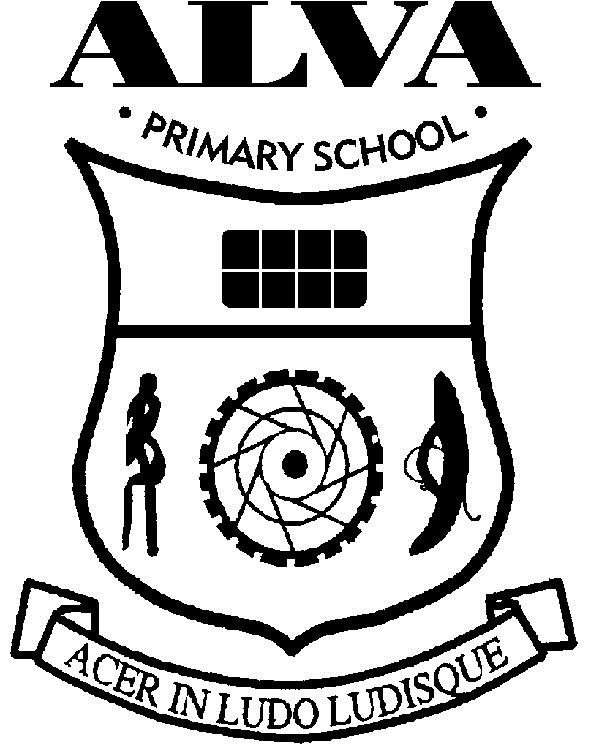 ALVA
• PRIMARY SCHOOL •
ACER IN LUDO LUDISQUE